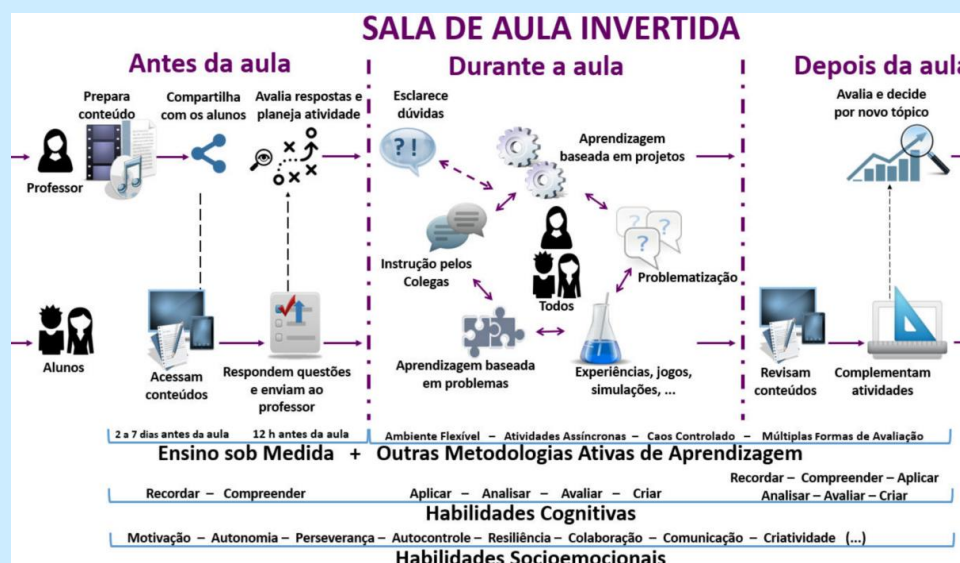 SALA DE AULA INVERTIDA
Antes da aula
Durante a aula
Depois da aula
Prepara
conteúdo
Compartilha
com os alunos
Avalia respostas e
planeja atividade
Esclarece
dúvidas
?!
Aprendizagem
baseada em projetos
Avalia e decide
por novo tópico
Professor
Instrução pelos
Colegas
?
?
?
Problematização
Todos
Alunos
Acessam
conteúdos
Respondem questões
e enviam ao
professor
Aprendizagem baseada
em problemas
Experiências, jogos,
simulações, ...
Revisam
conteúdos
Complementam
atividades
2 a 7 dias antes da aula
12 h antes da aula
Ambiente Flexível – Atividades Assíncronas – Caos Controlado – Múltiplas Formas de Avaliação
Ensino sob Medida + Outras Metodologias Ativas de Aprendizagem
Recordar – Compreender
Aplicar – Analisar – Avaliar – Criar
Recordar – Compreender – Aplicar
Analisar – Avaliar – Criar
Habilidades Cognitivas
Motivação – Autonomia – Perseverança – Autocontrole – Resiliência – Colaboração – Comunicação – Criatividade (...)
Habilidades Socioemocionais